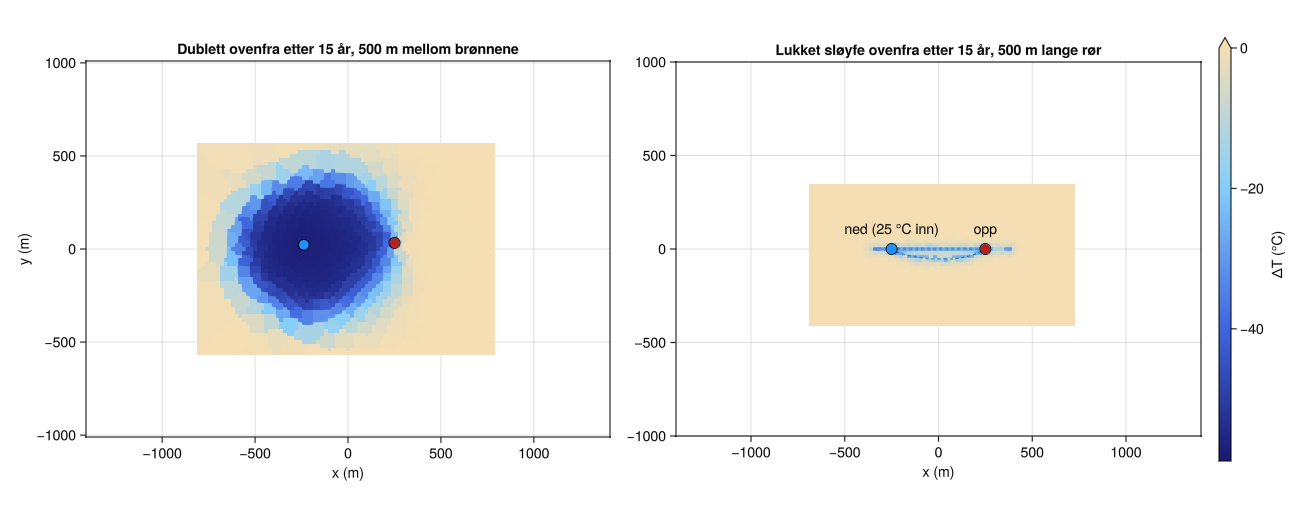 Dublett ovenfra etter 15 år, 500 m mellom brønnene
1000
500
0
−500
−1000
y (m)
−1000
−500
0
500
1000
x (m)
Lukket sløyfe ovenfra etter 15 år, 500 m lange rør
1000
500
0
−500
−1000
ned (25 °C inn)
opp
−1000
−500
0
500
1000
x (m)
0
−20
−40
ΔT (°C)